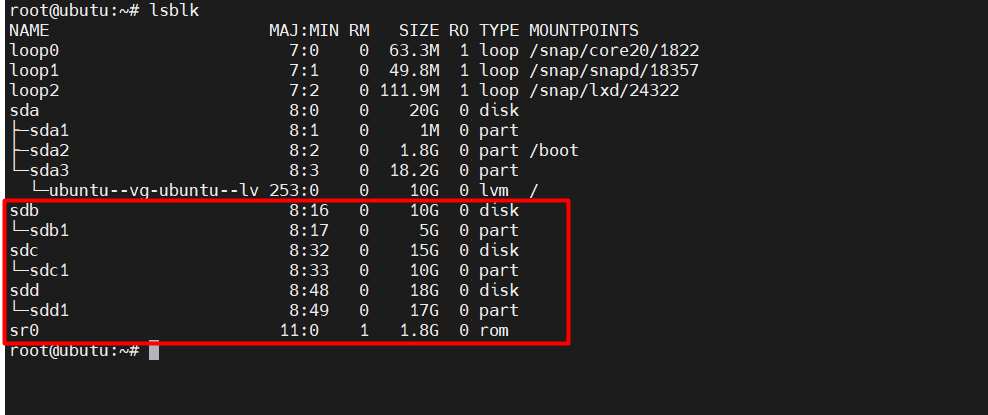 root@ubutu:~# lsblk
NAME                      MAJ:MIN RM   SIZE RO TYPE MOUNTPOINTS
loop0                       7:0    0  63.3M  1 loop /snap/core20/1822
loop1                       7:1    0  49.8M  1 loop /snap/snapd/18357
loop2                       7:2    0 111.9M  1 loop /snap/lxd/24322
sda                         8:0    0    20G  0 disk
├─sda1                      8:1    0     1M  0 part
├─sda2                      8:2    0   1.8G  0 part /boot
└─sda3                      8:3    0  18.2G  0 part
  └─ubuntu--vg-ubuntu--lv 253:0    0    10G  0 lvm  /
sdb                         8:16   0    10G  0 disk
└─sdb1                      8:17   0     5G  0 part
sdc                         8:32   0    15G  0 disk
└─sdc1                      8:33   0    10G  0 part
sdd                         8:48   0    18G  0 disk
└─sdd1                      8:49   0    17G  0 part
sr0                        11:0    1   1.8G  0 rom
root@ubutu:~#